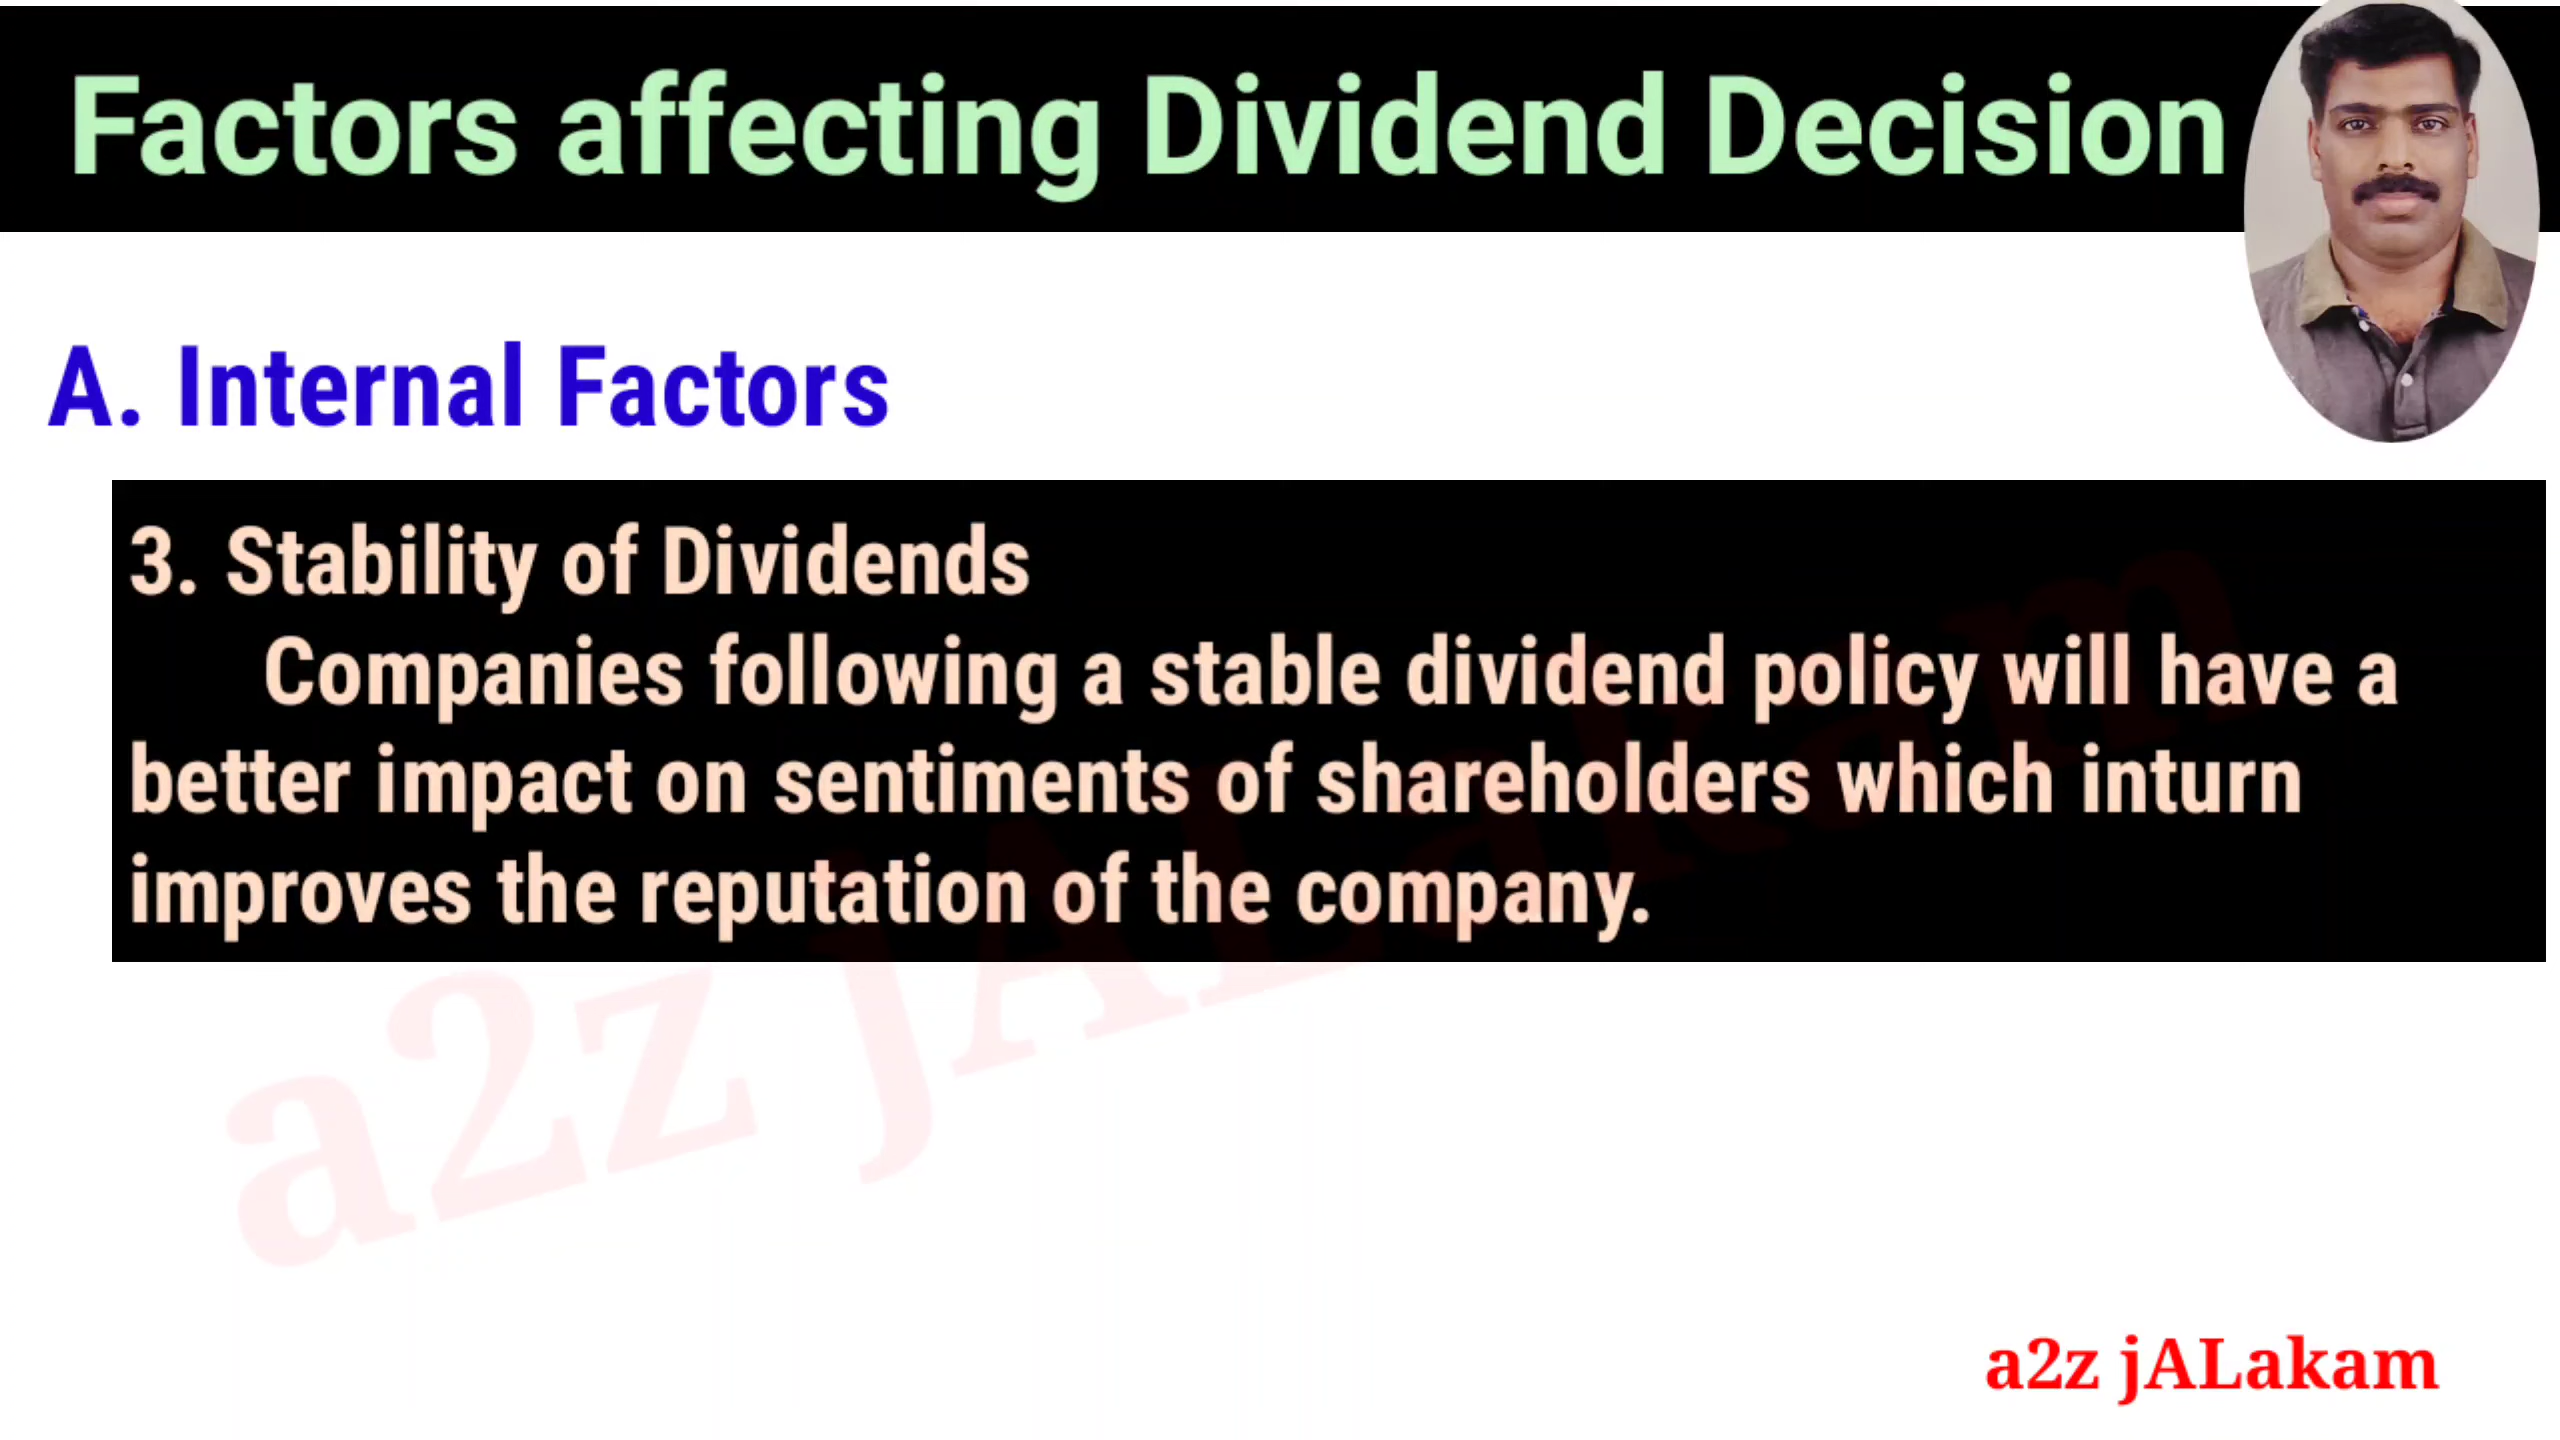 Factors affecting Dividend Decision
A. Internal Factors
3. Stability of Dividends
Companies following a stable dividend policy will have a
better impact on sentiments of shareholders which inturn
improves the reputation of the company.
a2z jALakam
a2z jALakam